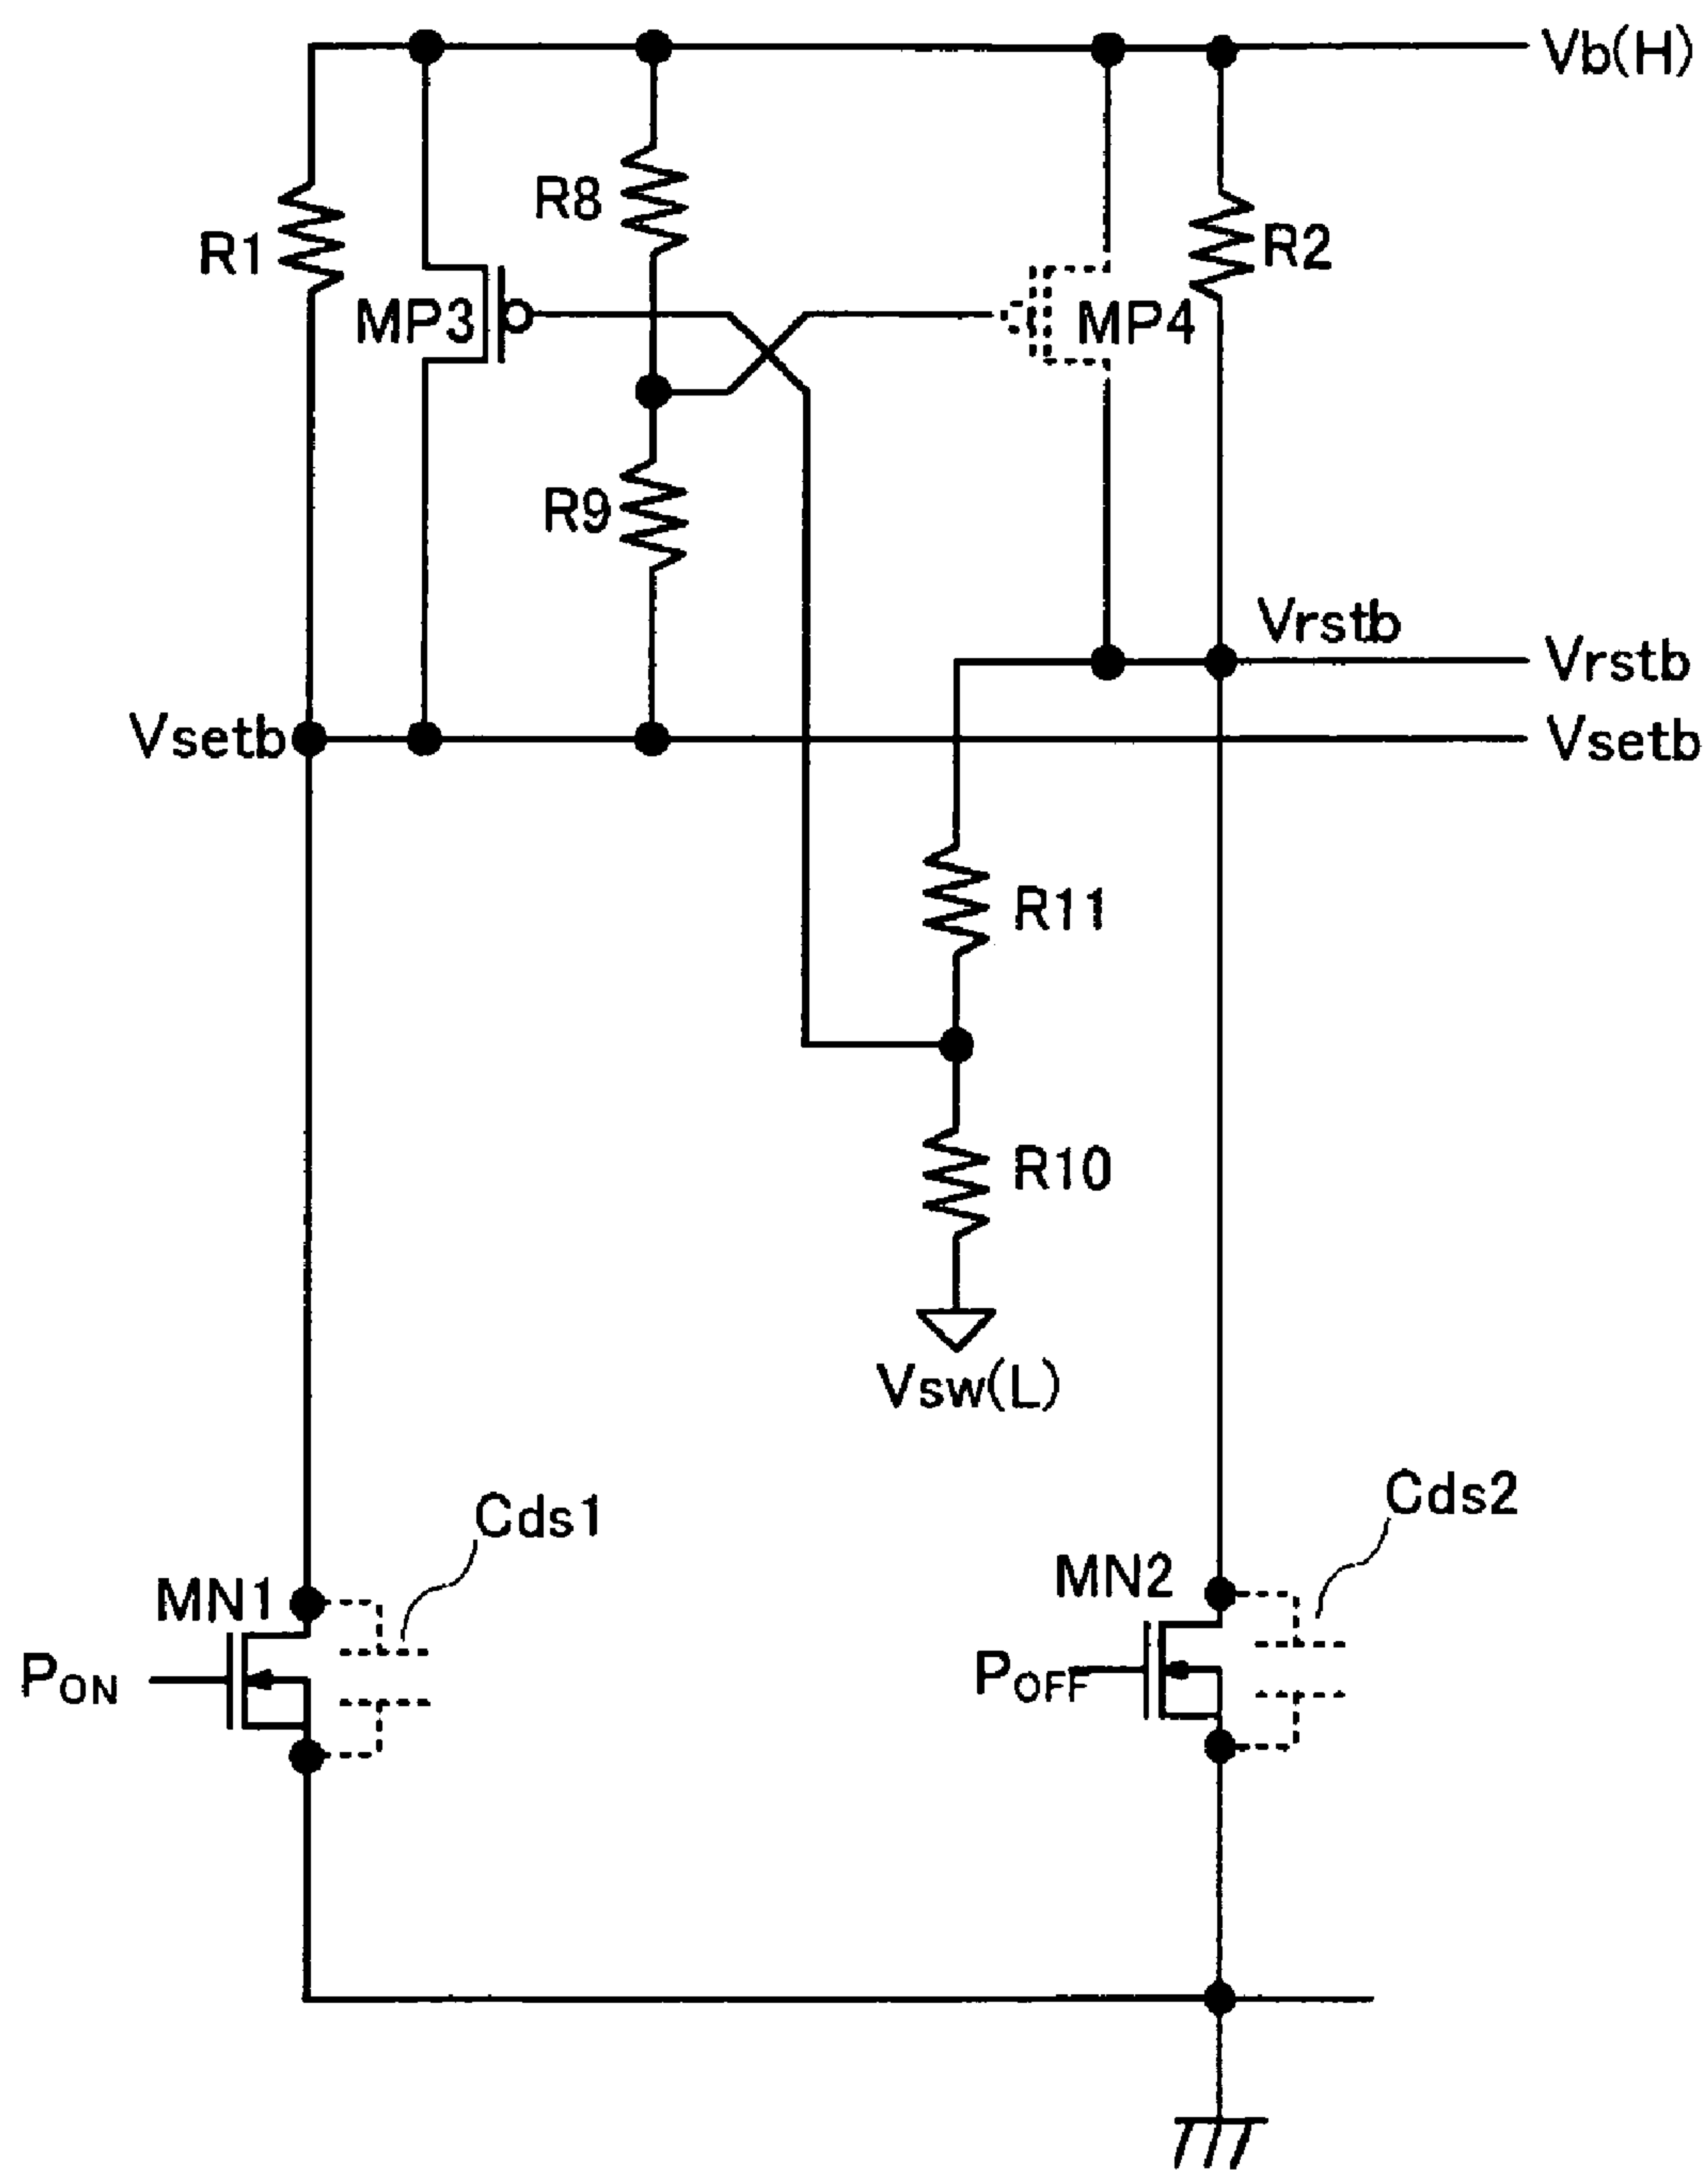 Vb(H)
R8
R1
R2
MP3
MP4
R9
Vrstb
Vrstb
Vsetb
Vsetb
R11
R10
Vsw(L)
Cds1
Cds2
MN1
MN2
PON
POFF